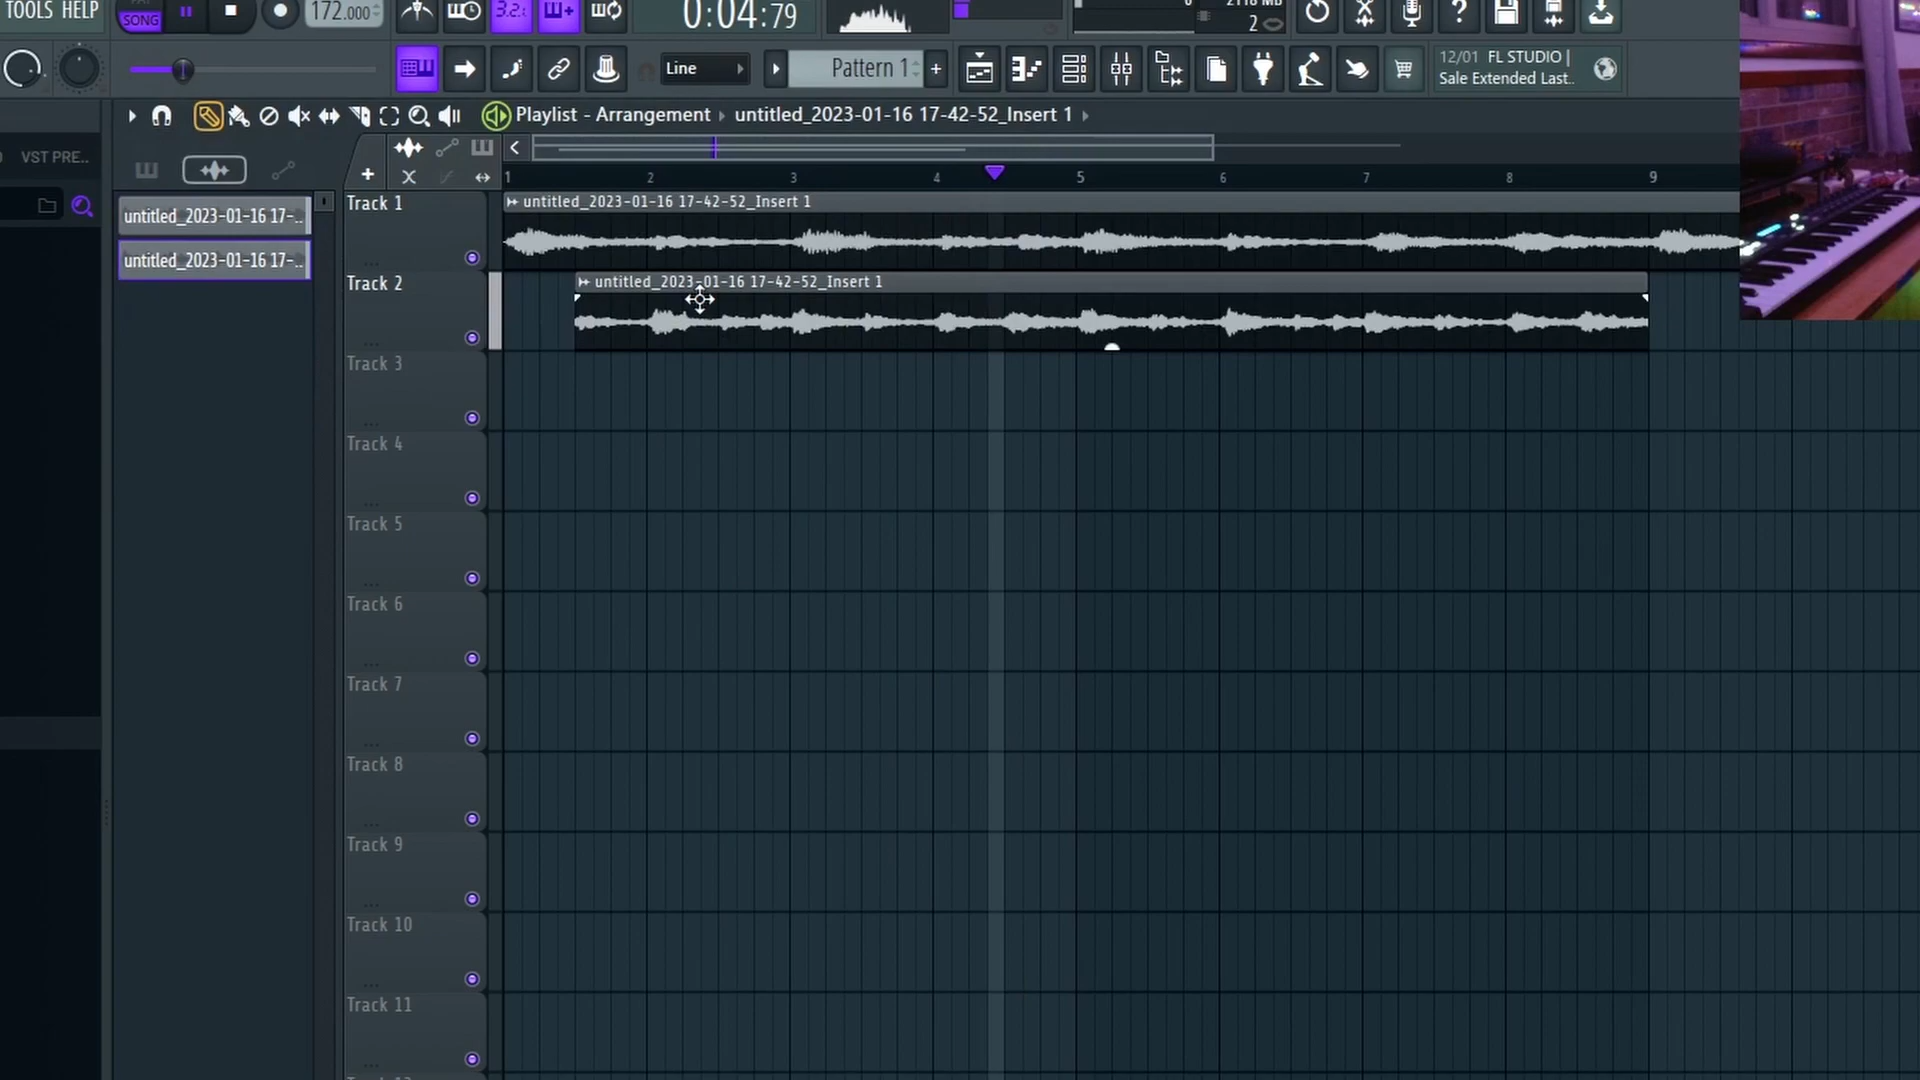 TOOLS HELP
SONG
172.000
3.2.
0:04:79
2
Line
Pattern 1
+
?
12/01 FL STUDIO |
Sale Extended Last..
Playlist - Arrangement › untitled_2023-01-16 17-42-52_Insert 1 ›
VST PRE..
1 2 3 4 5 6 7 8 9
untitled_2023-01-16 17-..
untitled_2023-01-16 17-..
Track 1
untitled_2023-01-16 17-42-52_Insert 1
Track 2
untitled_2023-01-16 17-42-52_Insert 1
Track 3
Track 4
Track 5
Track 6
Track 7
Track 8
Track 9
Track 10
Track 11